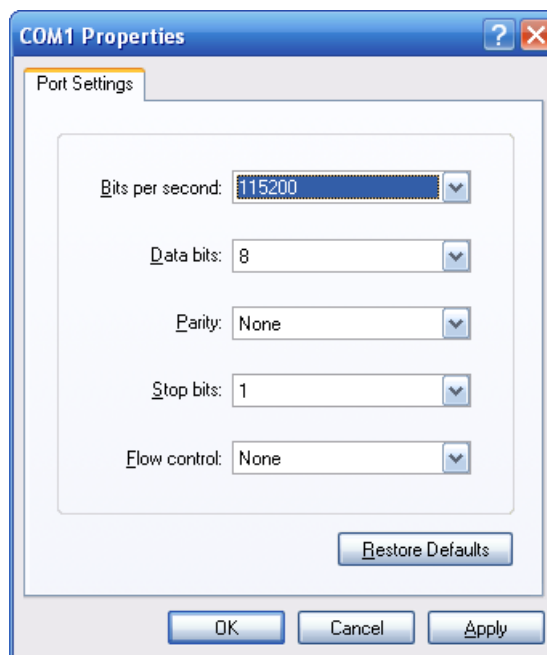 COM1 Properties
Port Settings
Bits per second: 115200
Data bits: 8
Parity: None
Stop bits: 1
Flow control: None
Restore Defaults
OK Cancel Apply